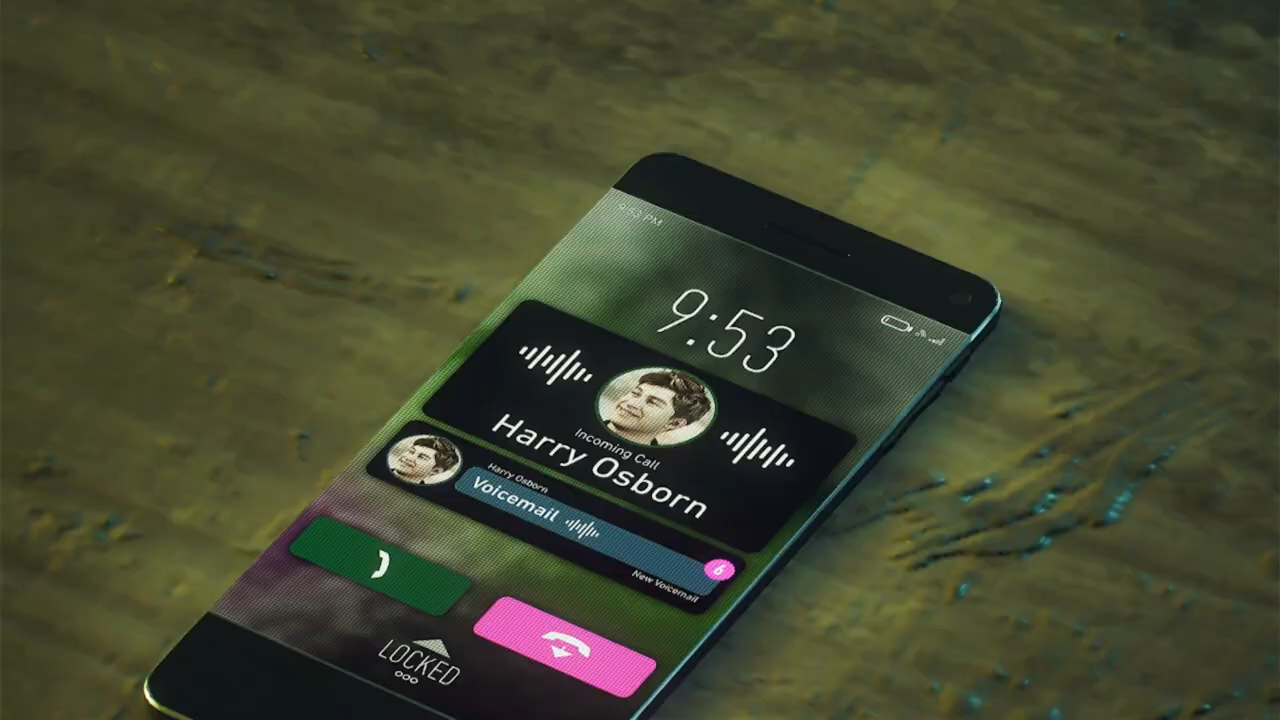 9:53 PM
9:53
Incoming Call
Harry Osborn
Harry Osborn
Voicemail
6
New Voicemail
LOCKED